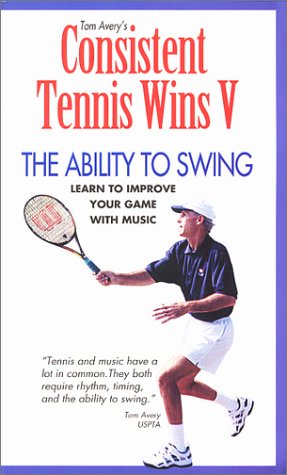 Tom Avery's
Consistent
Tennis Wins V
THE ABILITY TO SWING
LEARN TO IMPROVE
YOUR GAME
WITH MUSIC
W
"Tennis and music have a
lot in common.They both
require rhythm, timing,
and the ability to swing."
Tom Avery
USPTA